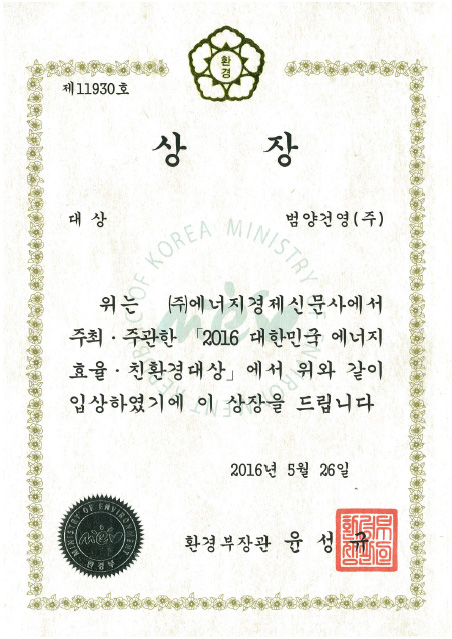 환경
제11930호
상 장
대 상 범양건영(주)
위는 ㈜에너지경제신문사에서
주최·주관한 「2016 대한민국 에너지
효율·친환경대상」에서 위와 같이
입상하였기에 이 상장을 드립니다
2016년 5월 26일
환경부장관 윤 성 규